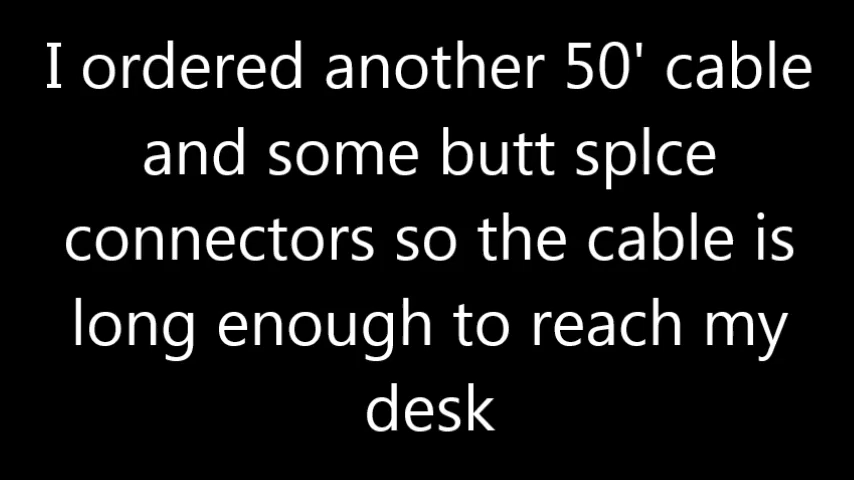 I ordered another 50' cable
and some butt splce
connectors so the cable is
long enough to reach my
desk